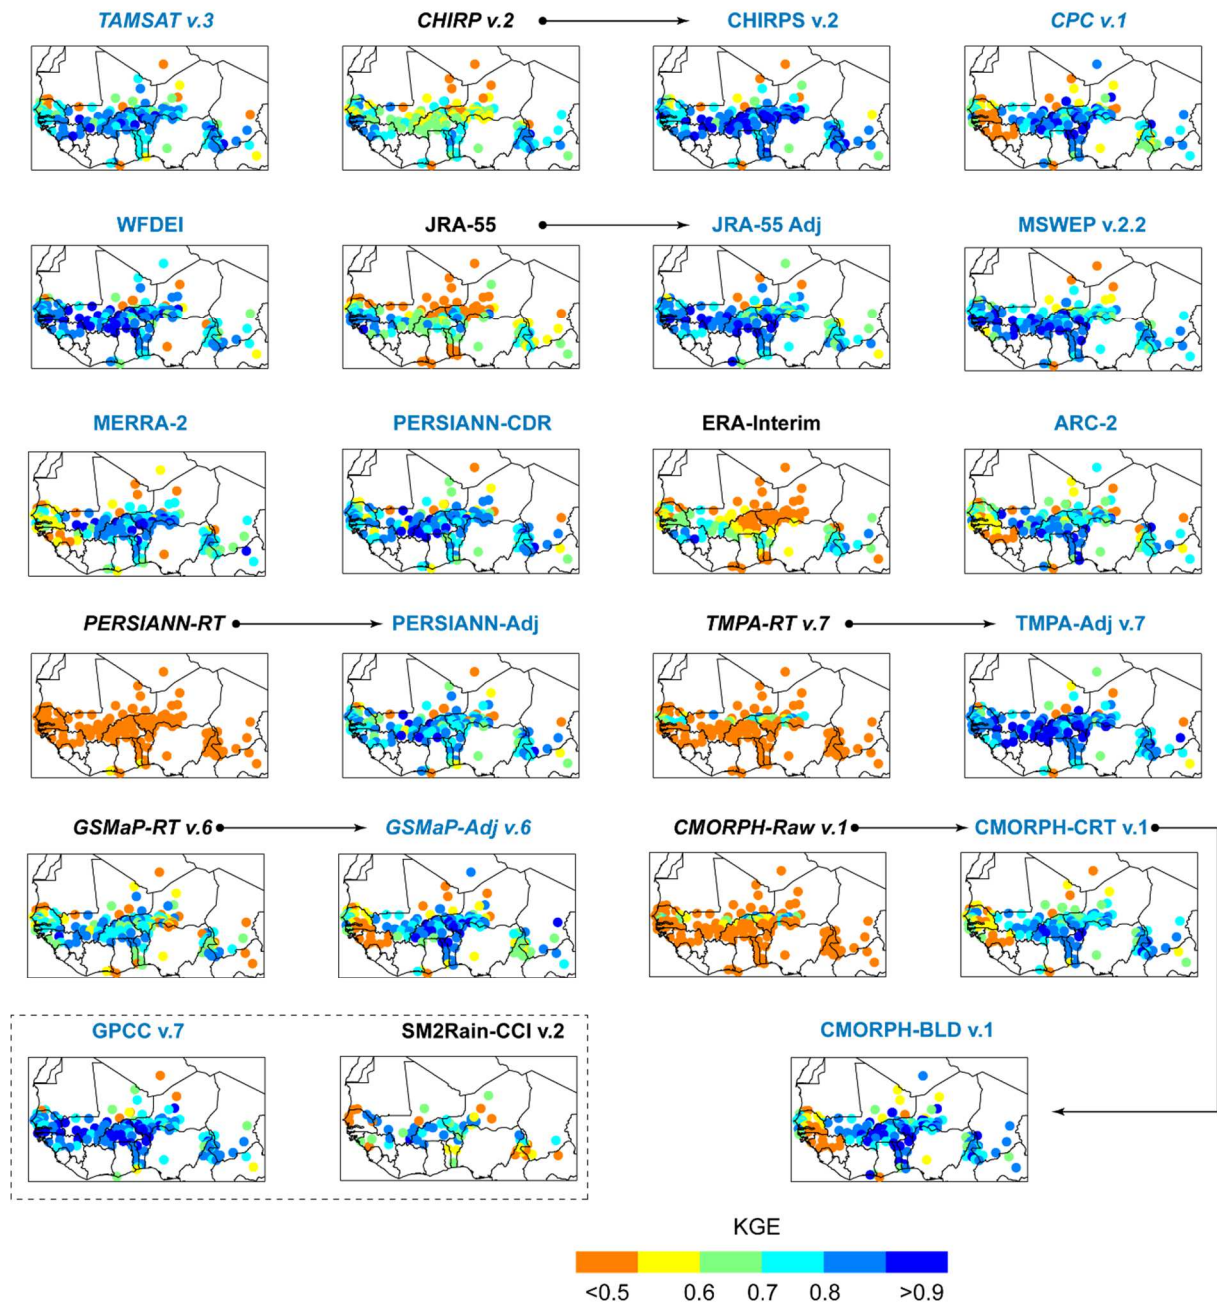 TAMSAT v.3
CHIRP v.2
CHIRPS v.2
CPC v.1
WFDEI
JRA-55
JRA-55 Adj
MSWEP v.2.2
MERRA-2
PERSIANN-CDR
ERA-Interim
ARC-2
PERSIANN-RT
PERSIANN-Adj
TMPA-RT v.7
TMPA-Adj v.7
GSMaP-RT v.6
GSMaP-Adj v.6
CMORPH-Raw v.1
CMORPH-CRT v.1
GPCC v.7
SM2Rain-CCI v.2
CMORPH-BLD v.1
KGE
<0.5 0.6 0.7 0.8 >0.9